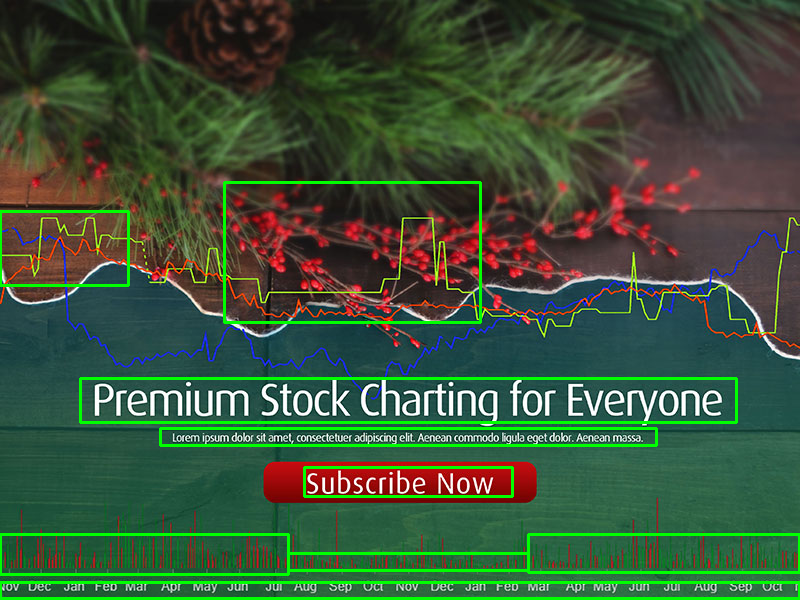 Premium Stock Charting for Everyone
Lorem ipsum dolor sit amet, consectetuer adipiscing elit. Aenean commodo ligula eget dolor. Aenean massa.
Subscribe Now
Nov Dec Jan Feb Mar Apr May Jun Jul Aug Sep Oct Nov Dec Jan Feb Mar Apr May Jun Jul Aug Sep Oct